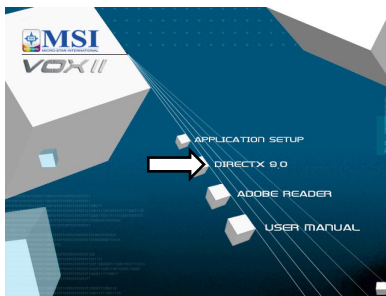 MSI
MICRO-STAR INTERNATIONAL
VOX II
APPLICATION SETUP
DIRECTX 9.0
ADOBE READER
USER MANUAL